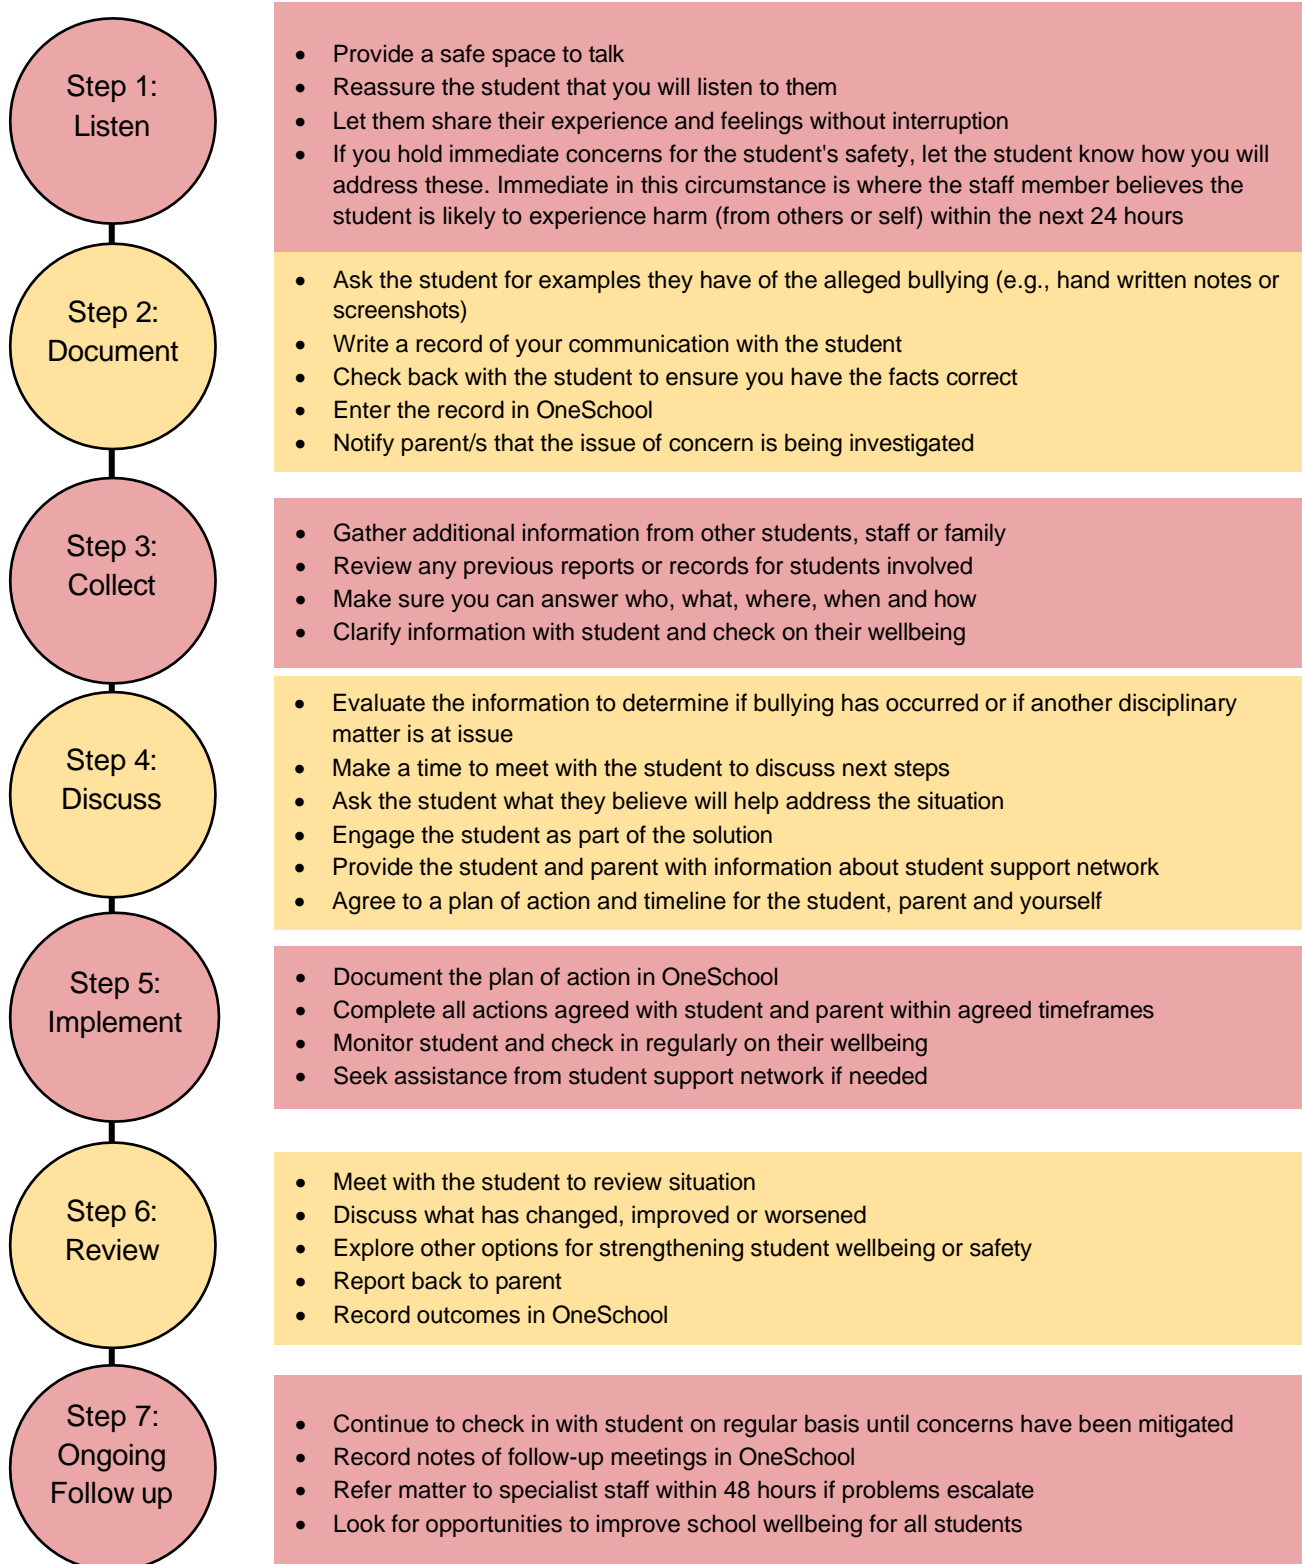 Step 1:
Listen
• Provide a safe space to talk
• Reassure the student that you will listen to them
• Let them share their experience and feelings without interruption
• If you hold immediate concerns for the student's safety, let the student know how you will
address these. Immediate in this circumstance is where the staff member believes the
student is likely to experience harm (from others or self) within the next 24 hours
Step 2:
Document
• Ask the student for examples they have of the alleged bullying (e.g., hand written notes or
screenshots)
• Write a record of your communication with the student
• Check back with the student to ensure you have the facts correct
• Enter the record in OneSchool
• Notify parent/s that the issue of concern is being investigated
Step 3:
Collect
• Gather additional information from other students, staff or family
• Review any previous reports or records for students involved
• Make sure you can answer who, what, where, when and how
• Clarify information with student and check on their wellbeing
Step 4:
Discuss
• Evaluate the information to determine if bullying has occurred or if another disciplinary
matter is at issue
• Make a time to meet with the student to discuss next steps
• Ask the student what they believe will help address the situation
• Engage the student as part of the solution
• Provide the student and parent with information about student support network
• Agree to a plan of action and timeline for the student, parent and yourself
Step 5:
Implement
• Document the plan of action in OneSchool
• Complete all actions agreed with student and parent within agreed timeframes
• Monitor student and check in regularly on their wellbeing
• Seek assistance from student support network if needed
Step 6:
Review
• Meet with the student to review situation
• Discuss what has changed, improved or worsened
• Explore other options for strengthening student wellbeing or safety
• Report back to parent
• Record outcomes in OneSchool
Step 7:
Ongoing
Follow up
• Continue to check in with student on regular basis until concerns have been mitigated
• Record notes of follow-up meetings in OneSchool
• Refer matter to specialist staff within 48 hours if problems escalate
• Look for opportunities to improve school wellbeing for all students